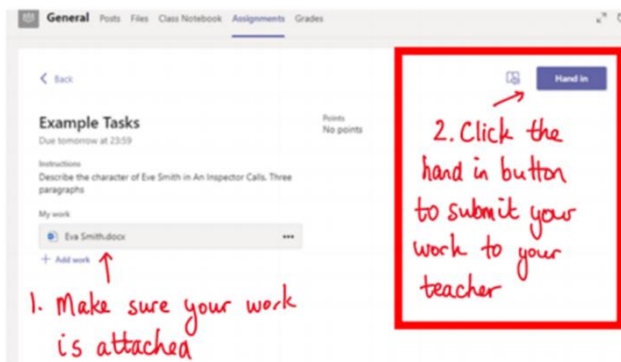 General Posts Files Class Notebook Assignments Grades
< Back
Hand in
Example Tasks
Due tomorrow at 23:59
Points
No points
Instructions
Describe the character of Eve Smith in An Inspector Calls. Three
paragraphs
My work
Eva Smith.docx
+ Add work
1. Make sure your work
is attached
2. Click the
hand in button
to submit your
work to your
teacher